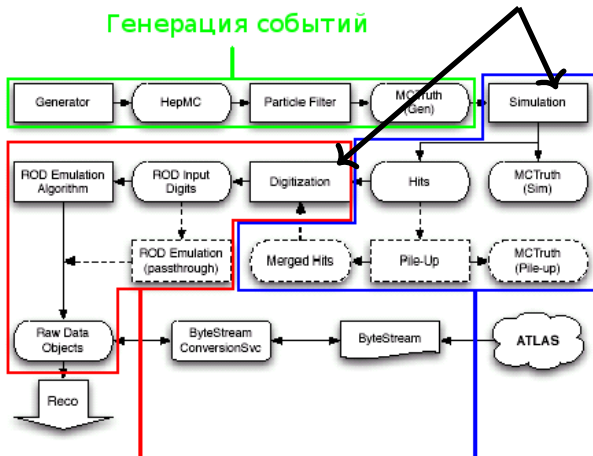 Генерация событий
Generator
HepMC
Particle Filter
MCTruth
(Gen)
Simulation
ROD Emulation
Algorithm
ROD Input
Digits
Digitization
Hits
MCTruth
(Sim)
ROD Emulation
(passthrough)
Merged Hits
Pile-Up
MCTruth
(Pile-up)
Raw Data
Objects
ByteStream
ConversionSvc
ByteStream
ATLAS
Reco